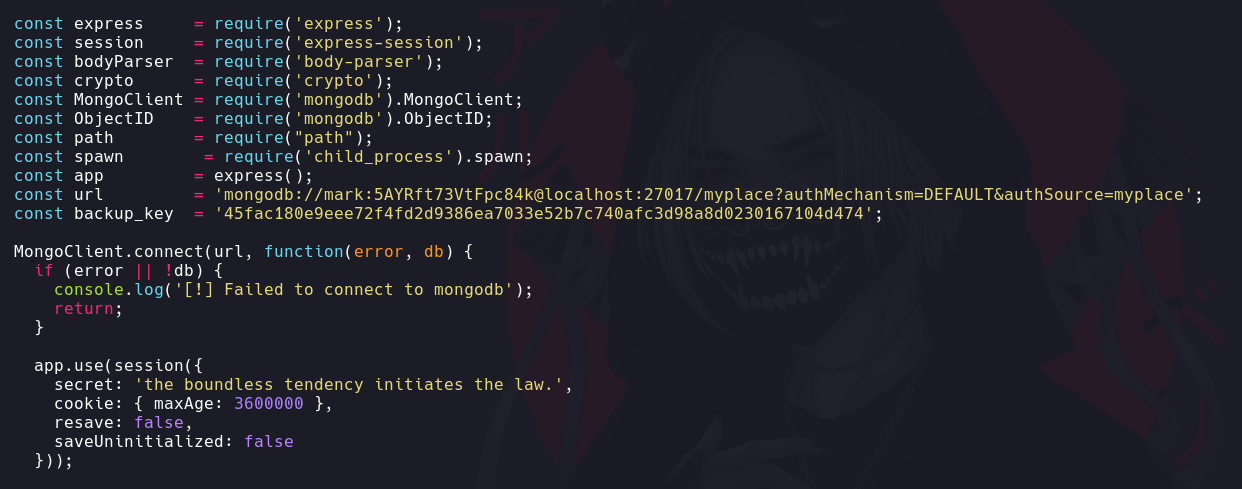 const express     = require('express');
const session     = require('express-session');
const bodyParser  = require('body-parser');
const crypto      = require('crypto');
const MongoClient = require('mongodb').MongoClient;
const ObjectID    = require('mongodb').ObjectID;
const path        = require("path");
const spawn        = require('child_process').spawn;
const app         = express();
const url         = 'mongodb://mark:5AYRft73VtFpc84k@localhost:27017/myplace?authMechanism=DEFAULT&authSource=myplace';
const backup_key  = '45fac180e9eee72f4fd2d9386ea7033e52b7c740afc3d98a8d0230167104d474';

MongoClient.connect(url, function(error, db) {
  if (error || !db) {
    console.log('[!] Failed to connect to mongodb');
    return;
  }

  app.use(session({
    secret: 'the boundless tendency initiates the law.',
    cookie: { maxAge: 3600000 },
    resave: false,
    saveUninitialized: false
  }));